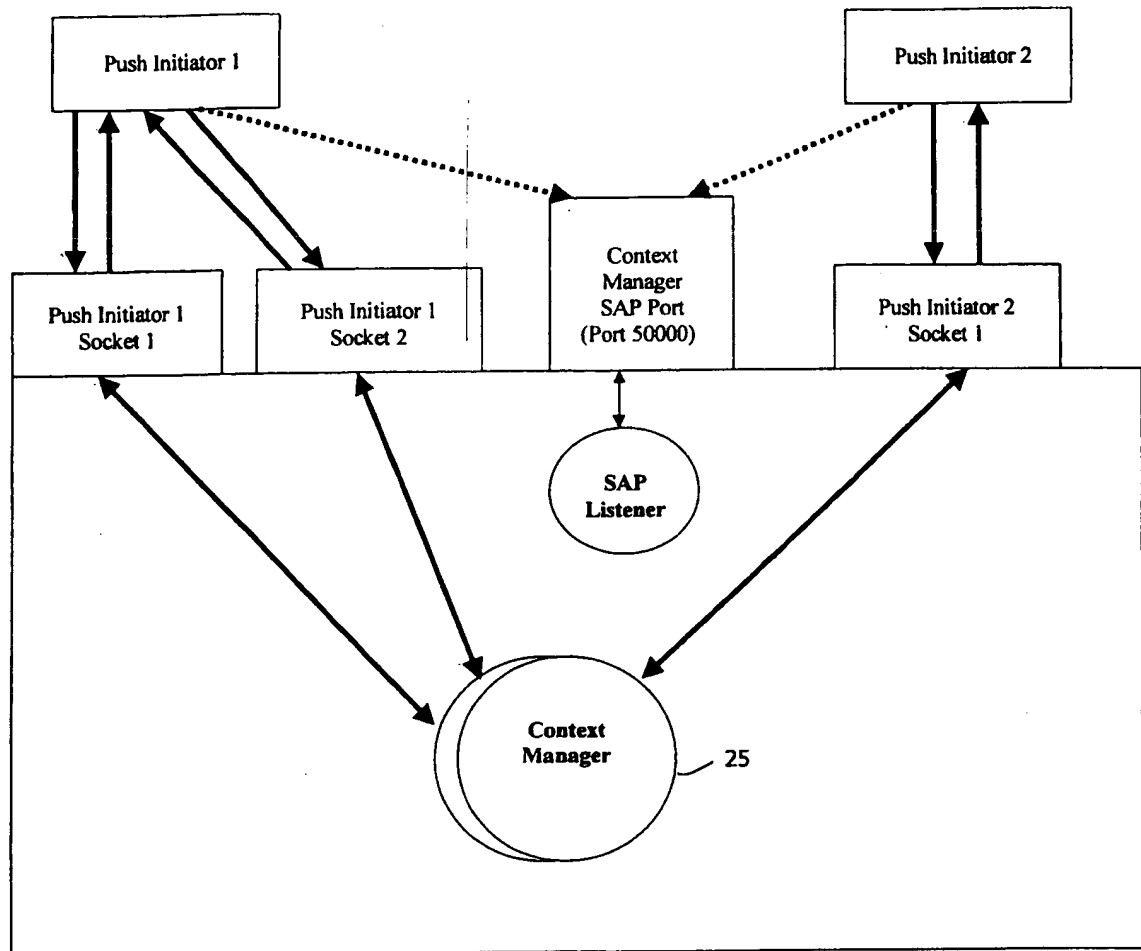 Push Initiator 1
Push Initiator 2
Context
Manager
SAP Port
(Port 50000)
Push Initiator 1
Socket 1
Push Initiator 1
Socket 2
Push Initiator 2
Socket 1
SAP
Listener
Context
Manager
25